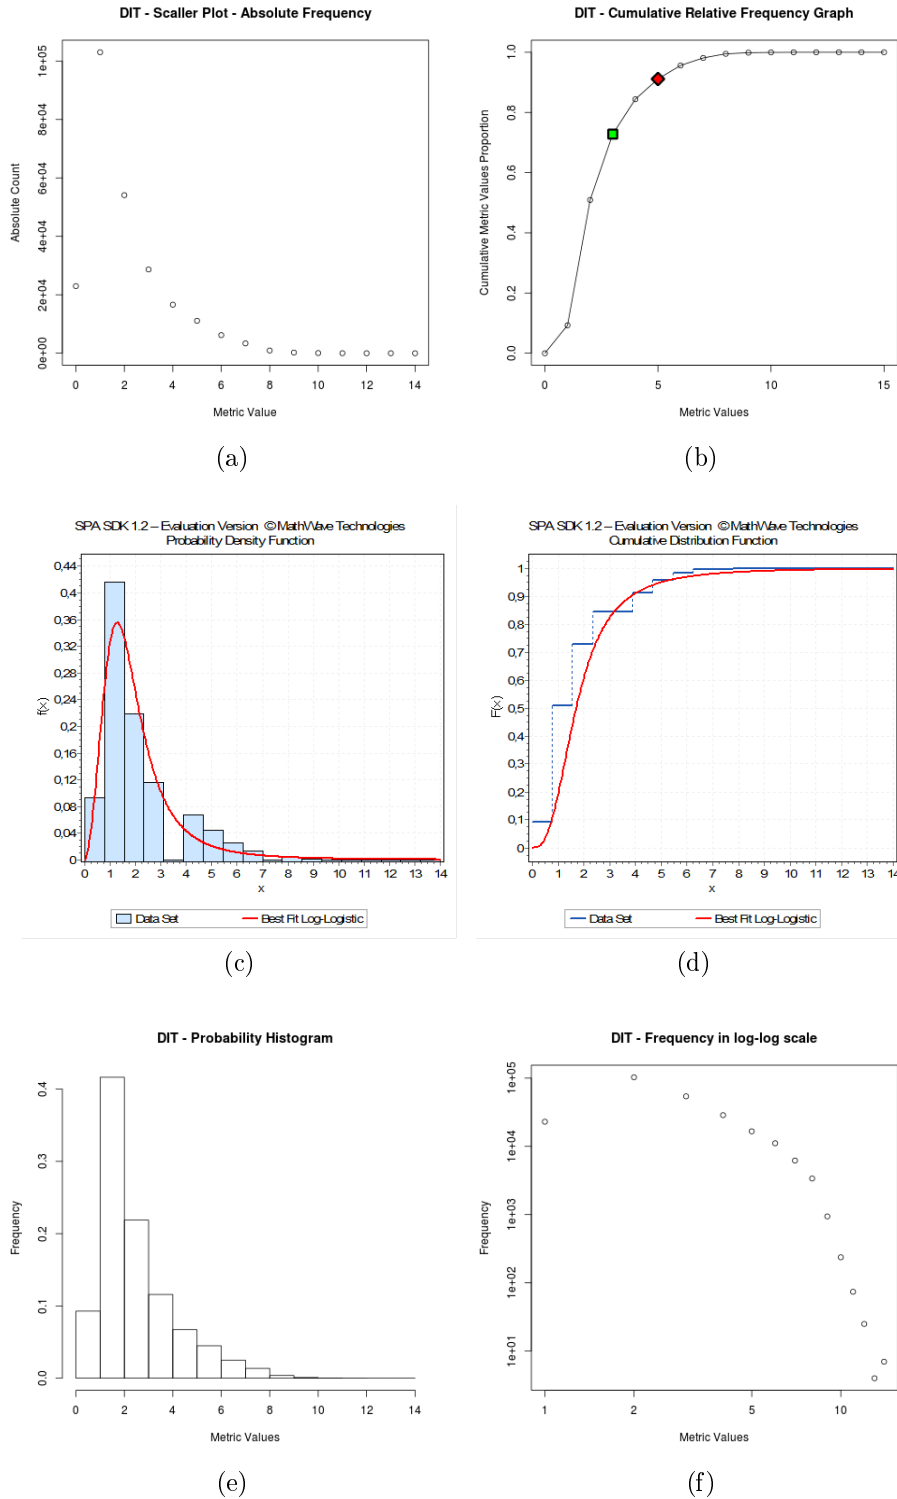 DIT - Scaller Plot - Absolute Frequency
Absolute Count
0e+00 2e+04 4e+04 6e+04 8e+04 1e+05
0 2 4 6 8 10 12 14
Metric Value
(a)
DIT - Cumulative Relative Frequency Graph
Cumulative Metric Values Proportion
0.0 0.2 0.4 0.6 0.8 1.0
0 5 10 15
Metric Values
(b)
SPA SDK 1.2 – Evaluation Version © MathWave Technologies
Probability Density Function
f(x)
0,44
0,4
0,36
0,32
0,28
0,24
0,2
0,16
0,12
0,08
0,04
0
0 1 2 3 4 5 6 7 8 9 10 11 12 13 14
x
Data Set Best Fit Log-Logistic
(c)
SPA SDK 1.2 – Evaluation Version © MathWave Technologies
Cumulative Distribution Function
F(x)
1
0,9
0,8
0,7
0,6
0,5
0,4
0,3
0,2
0,1
0
0 1 2 3 4 5 6 7 8 9 10 11 12 13 14
x
Data Set Best Fit Log-Logistic
(d)
DIT - Probability Histogram
Frequency
0.0 0.1 0.2 0.3 0.4
0 2 4 6 8 10 12 14
Metric Values
(e)
DIT - Frequency in log-log scale
Frequency
1e+01 1e+02 1e+03 1e+04 1e+05
1 2 5 10
Metric Values
(f)